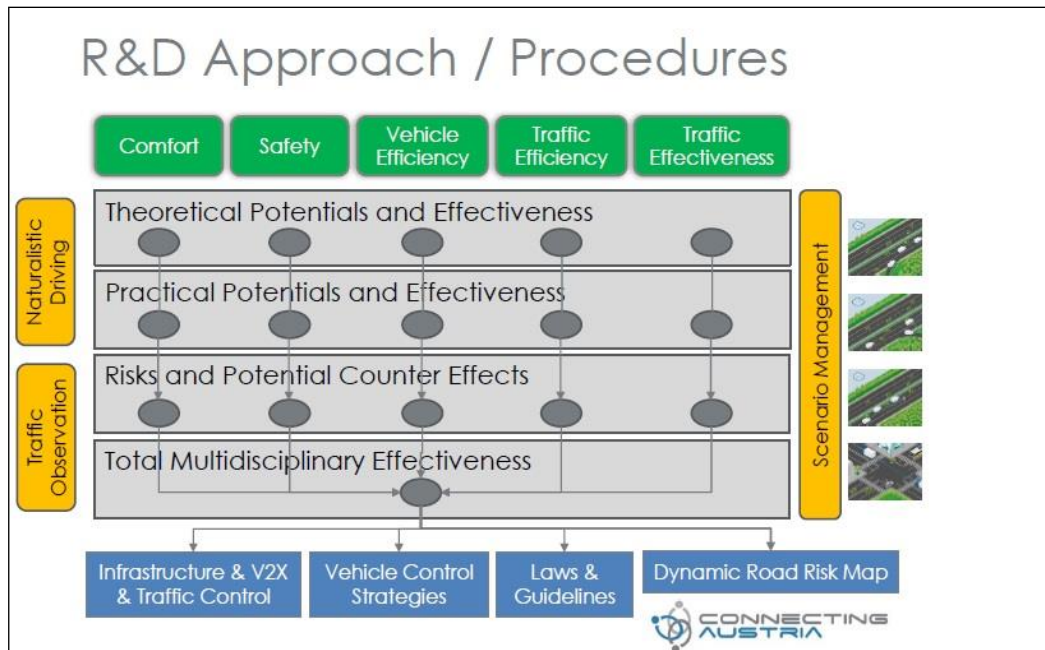 R&D Approach / Procedures
Comfort
Safety
Vehicle
Efficiency
Traffic
Efficiency
Traffic
Effectiveness
Naturalistic
Driving
Traffic
Observation
Theoretical Potentials and Effectiveness
Practical Potentials and Effectiveness
Risks and Potential Counter Effects
Total Multidisciplinary Effectiveness
Scenario Management
Infrastructure & V2X
& Traffic Control
Vehicle Control
Strategies
Laws &
Guidelines
Dynamic Road Risk Map
CONNECTING
AUSTRIA